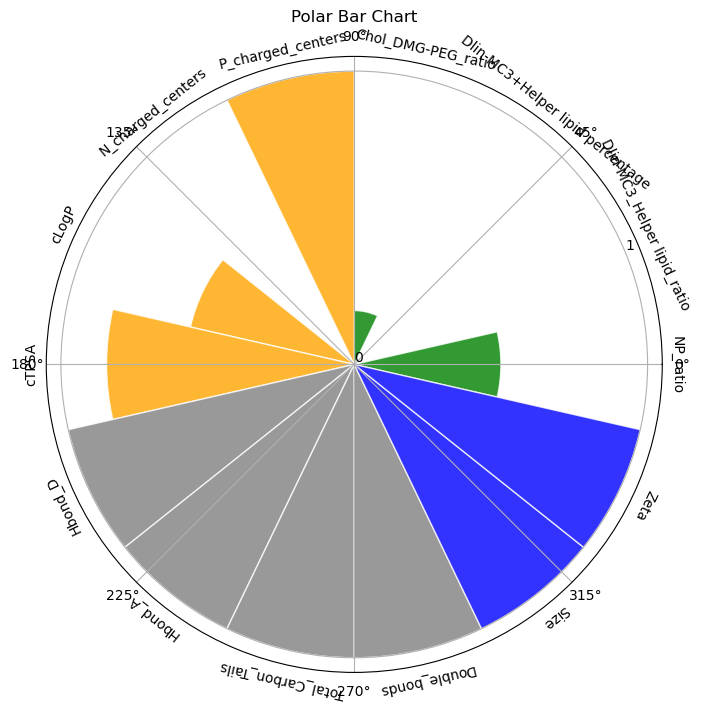 Polar Bar Chart
90°
Chol_DMG-PEG_ratio
P_charged_centers
Dlin-MC3+Helper lipid percentage
N_charged_centers
135°
45°
Dlin-MC3_Helper lipid_ratio
cLogP
1
NP_ratio
0
0°
180°
cTPSA
Hbond_D
Zeta
225°
Hbond_A
315°
Size
Total_Carbon_Tails
Double_bonds
270°